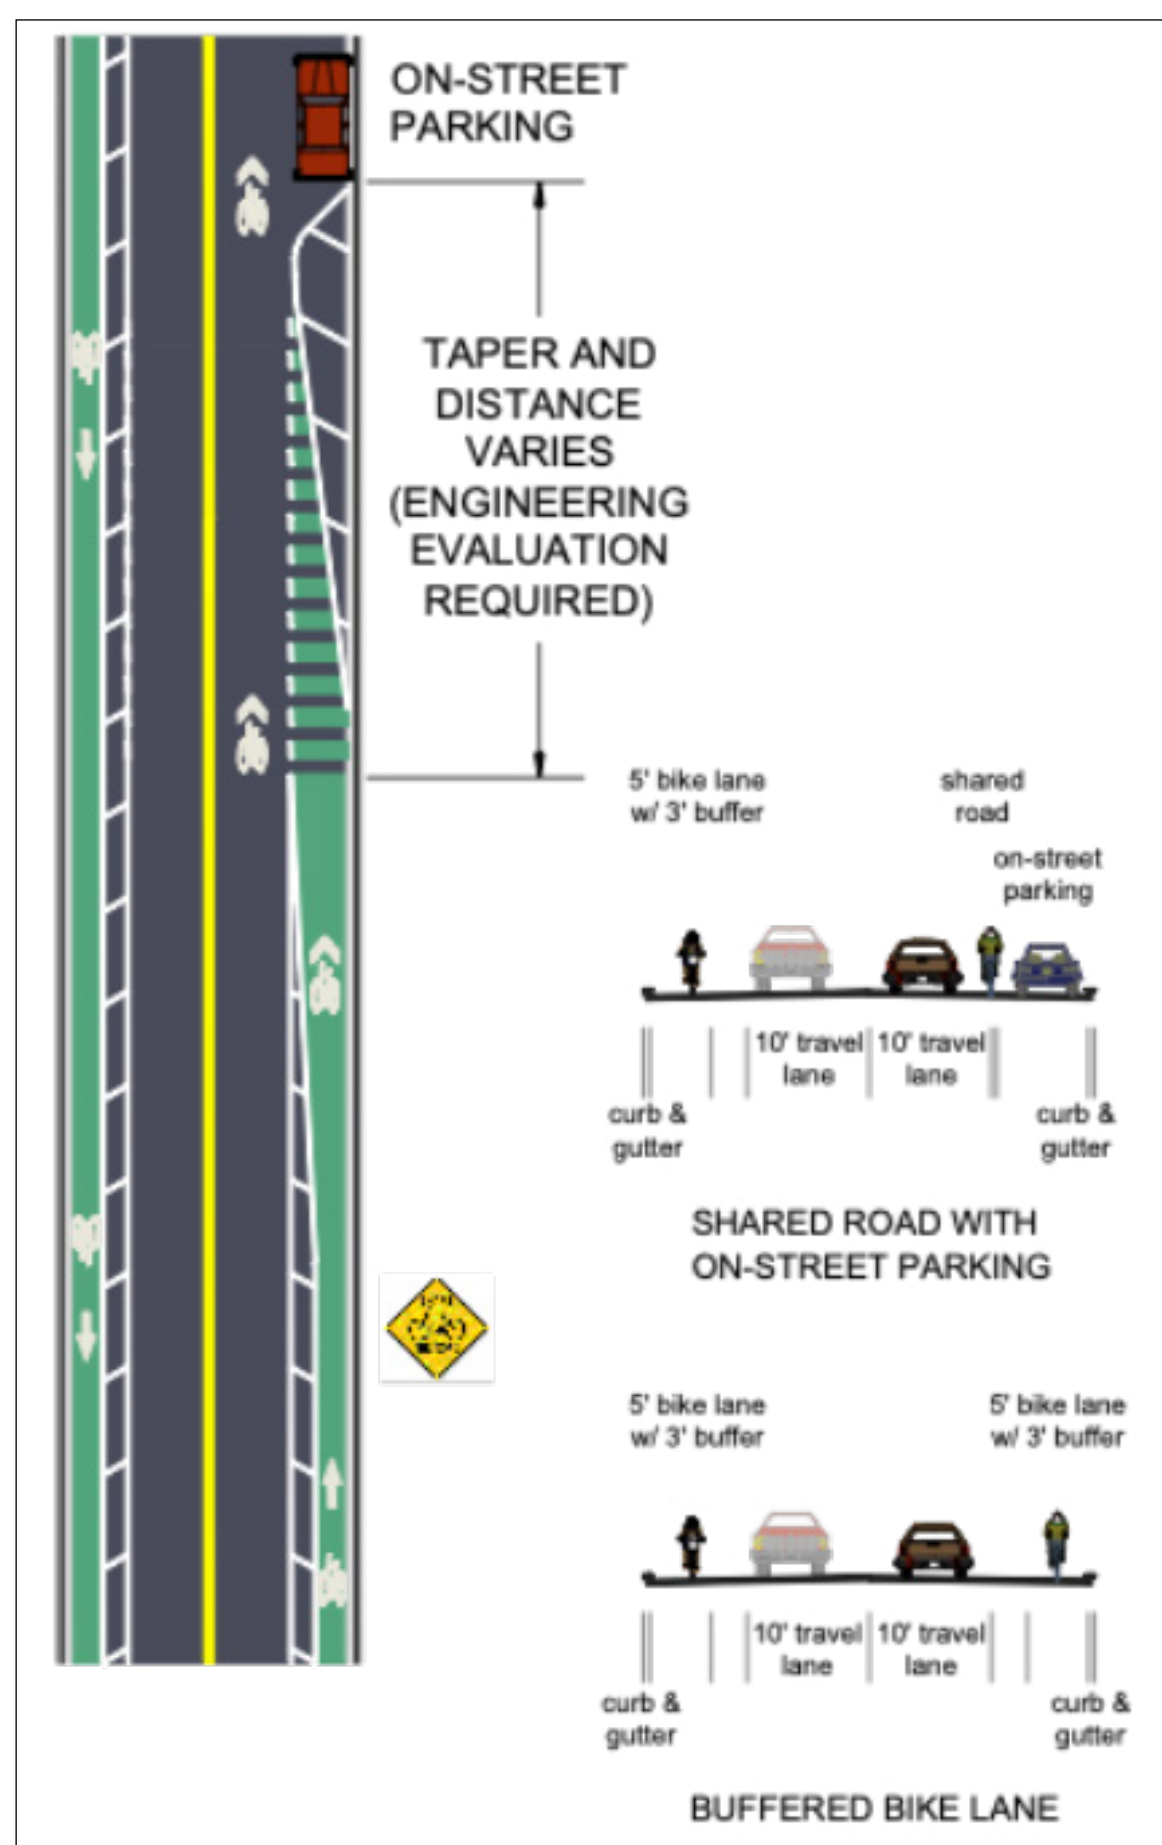 ON-STREET
PARKING
TAPER AND
DISTANCE
VARIES
(ENGINEERING
EVALUATION
REQUIRED)
5' bike lane
w/ 3' buffer
shared
road
on-street
parking
10' travel
lane
10' travel
lane
curb &
gutter
curb &
gutter
SHARED ROAD WITH
ON-STREET PARKING
5' bike lane
w/ 3' buffer
5' bike lane
w/ 3' buffer
10' travel
lane
10' travel
lane
curb &
gutter
curb &
gutter
BUFFERED BIKE LANE